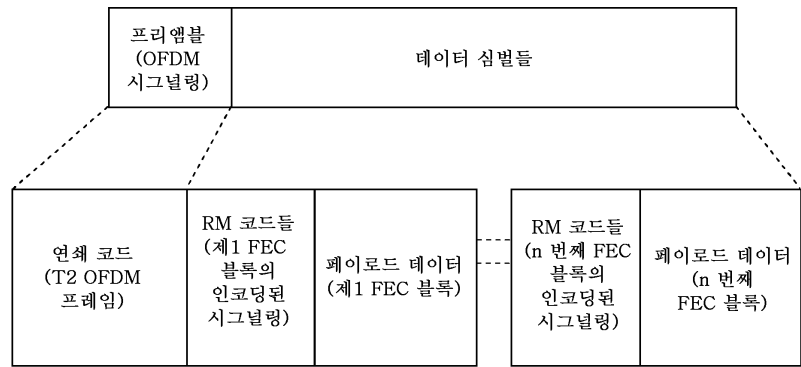 프리앰블
(OFDM
시그널링)
데이터 심벌들
연쇄 코드
(T2 OFDM
프레임)
RM 코드들
(제1 FEC
블록의
인코딩된
시그널링)
페이로드 데이터
(제1 FEC 블록)
RM 코드들
(n 번째 FEC
블록의
인코딩된
시그널링)
페이로드 데이터
(n 번째
FEC 블록)